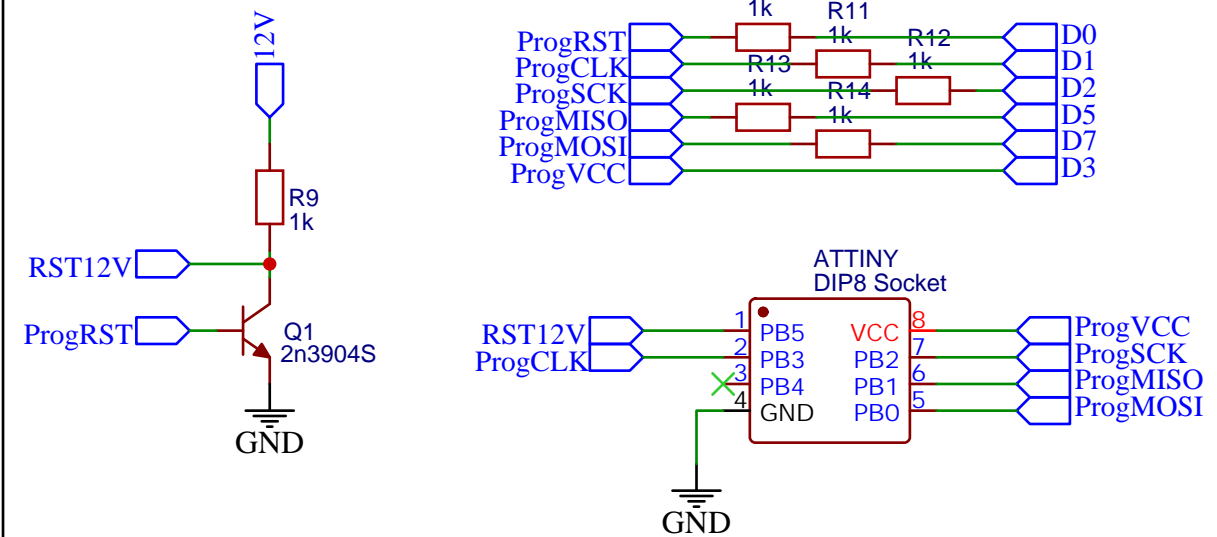 12V
R9
1k
RST12V
ProgRST
Q1
2n3904S
GND
1k
R11
1k
R12
1k
R13
1k
R14
1k
ProgRST
ProgCLK
ProgSCK
ProgMISO
ProgMOSI
ProgVCC
D0
D1
D2
D5
D7
D3
ATTINY
DIP8 Socket
RST12V
ProgCLK
1
2
3
4
PB5
PB3
PB4
GND
VCC
PB2
PB1
PB0
8
7
6
5
ProgVCC
ProgSCK
ProgMISO
ProgMOSI
GND